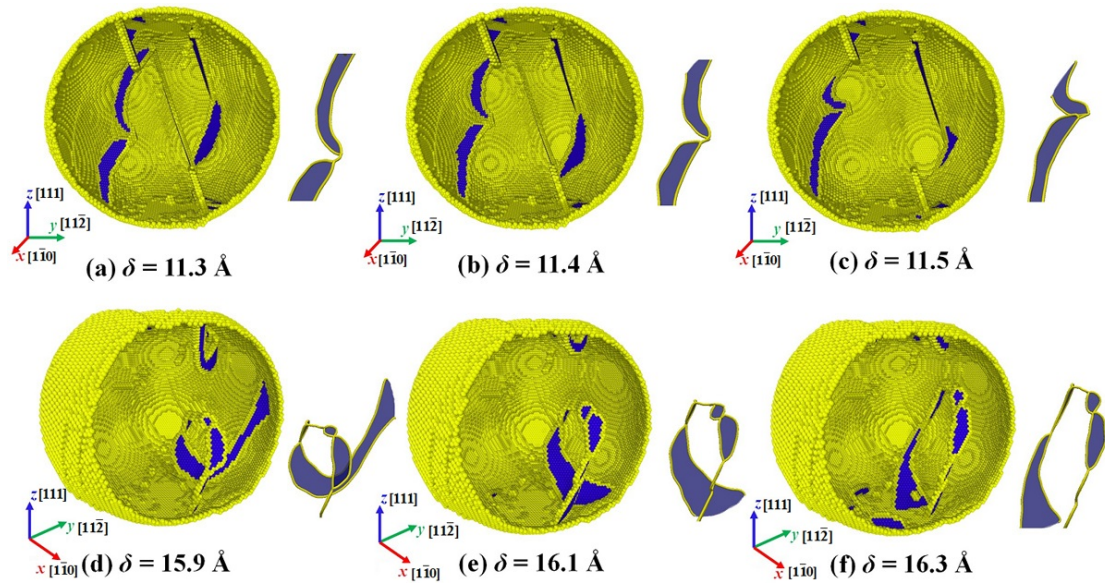 z [111]
y [112̄]
x [11̄0]
(a) δ = 11.3 Å
z [111]
y [112̄]
x [11̄0]
(b) δ = 11.4 Å
z [111]
y [112̄]
x [11̄0]
(c) δ = 11.5 Å
z [111]
y [112̄]
x [11̄0]
(d) δ = 15.9 Å
z [111]
y [112̄]
x [11̄0]
(e) δ = 16.1 Å
z [111]
y [112̄]
x [11̄0]
(f) δ = 16.3 Å